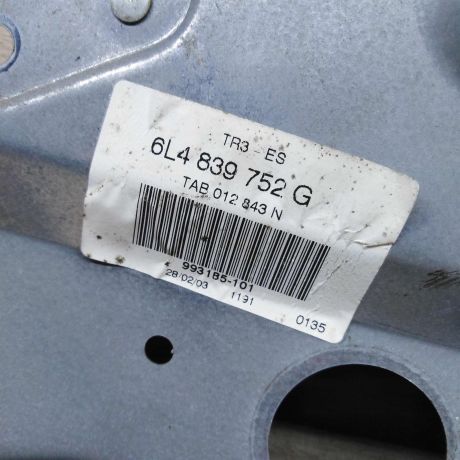 TR3 - ES
6L4 839 752 G
TAB 012 843 N
993185-101
28/02/03 1191 0135